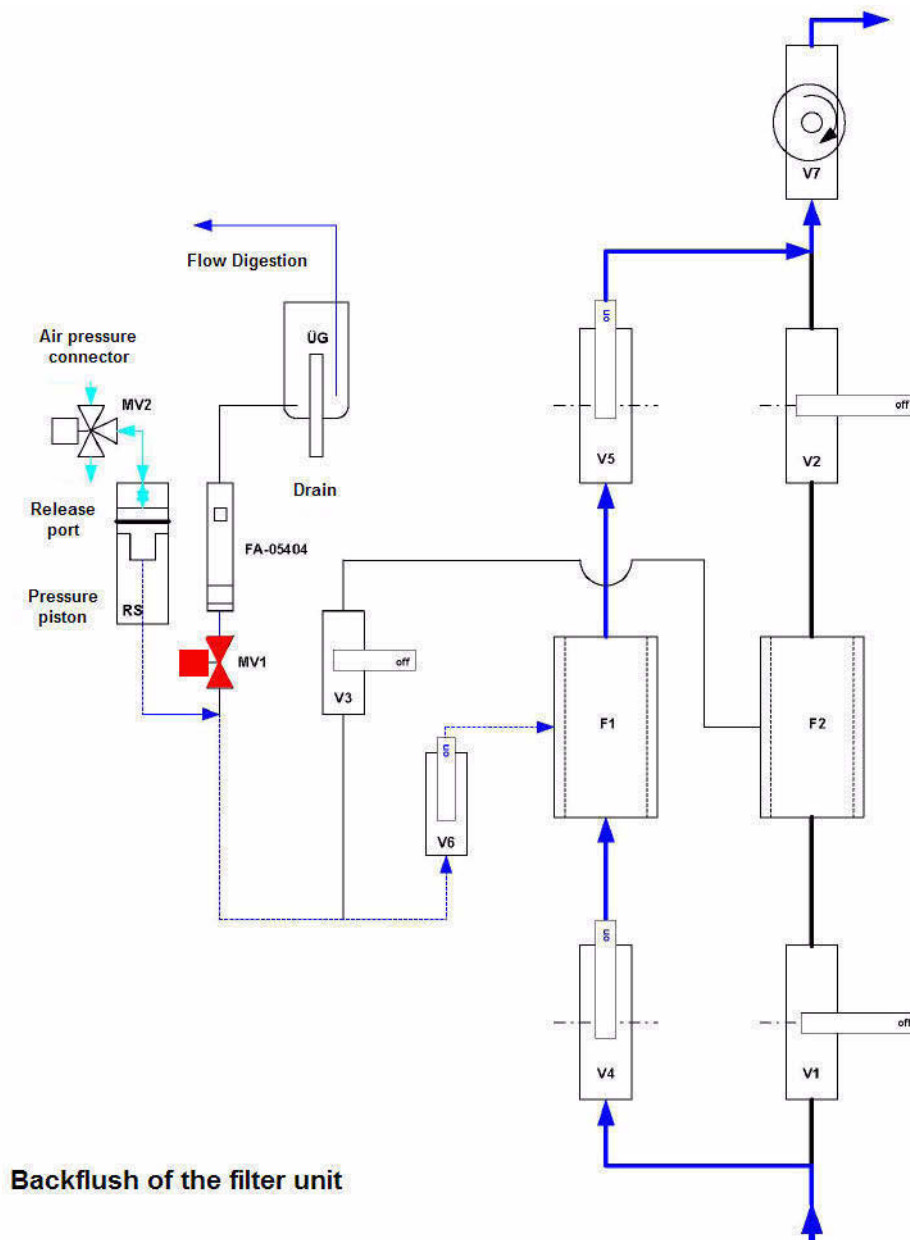 V7
Flow Digestion
ÜG
on
Air pressure
connector
MV2
off
V5
V2
Drain
Release
port
FA-05404
Pressure
piston
RS
MV1
off
V3
F1
F2
on
V6
on
off
V4
V1
Backflush of the filter unit